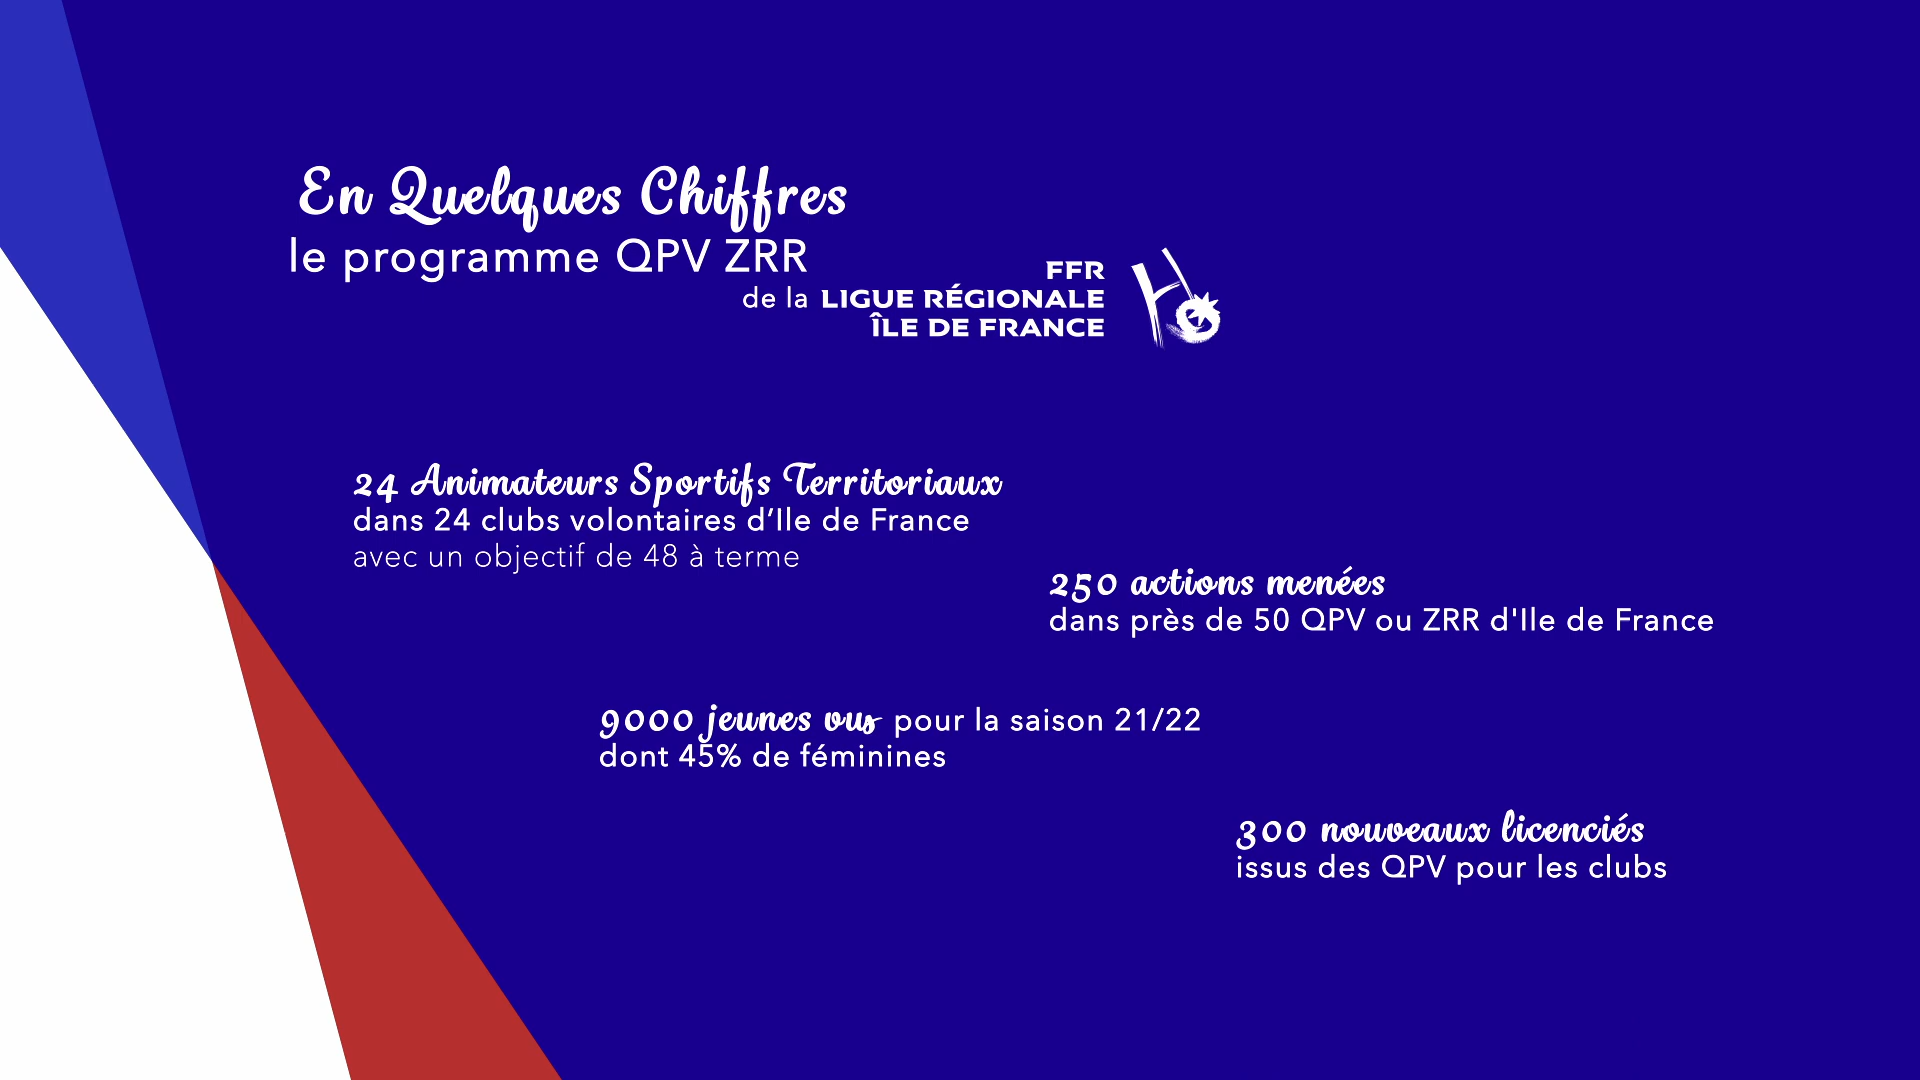 En Quelques Chiffres
le programme QPV ZRR
FFR
de la LIGUE RÉGIONALE
ÎLE DE FRANCE
24 Animateurs Sportifs Territoriaux
dans 24 clubs volontaires d’Ile de France
avec un objectif de 48 à terme
250 actions menées
dans près de 50 QPV ou ZRR d'Ile de France
9000 jeunes vus pour la saison 21/22
dont 45% de féminines
300 nouveaux licenciés
issus des QPV pour les clubs